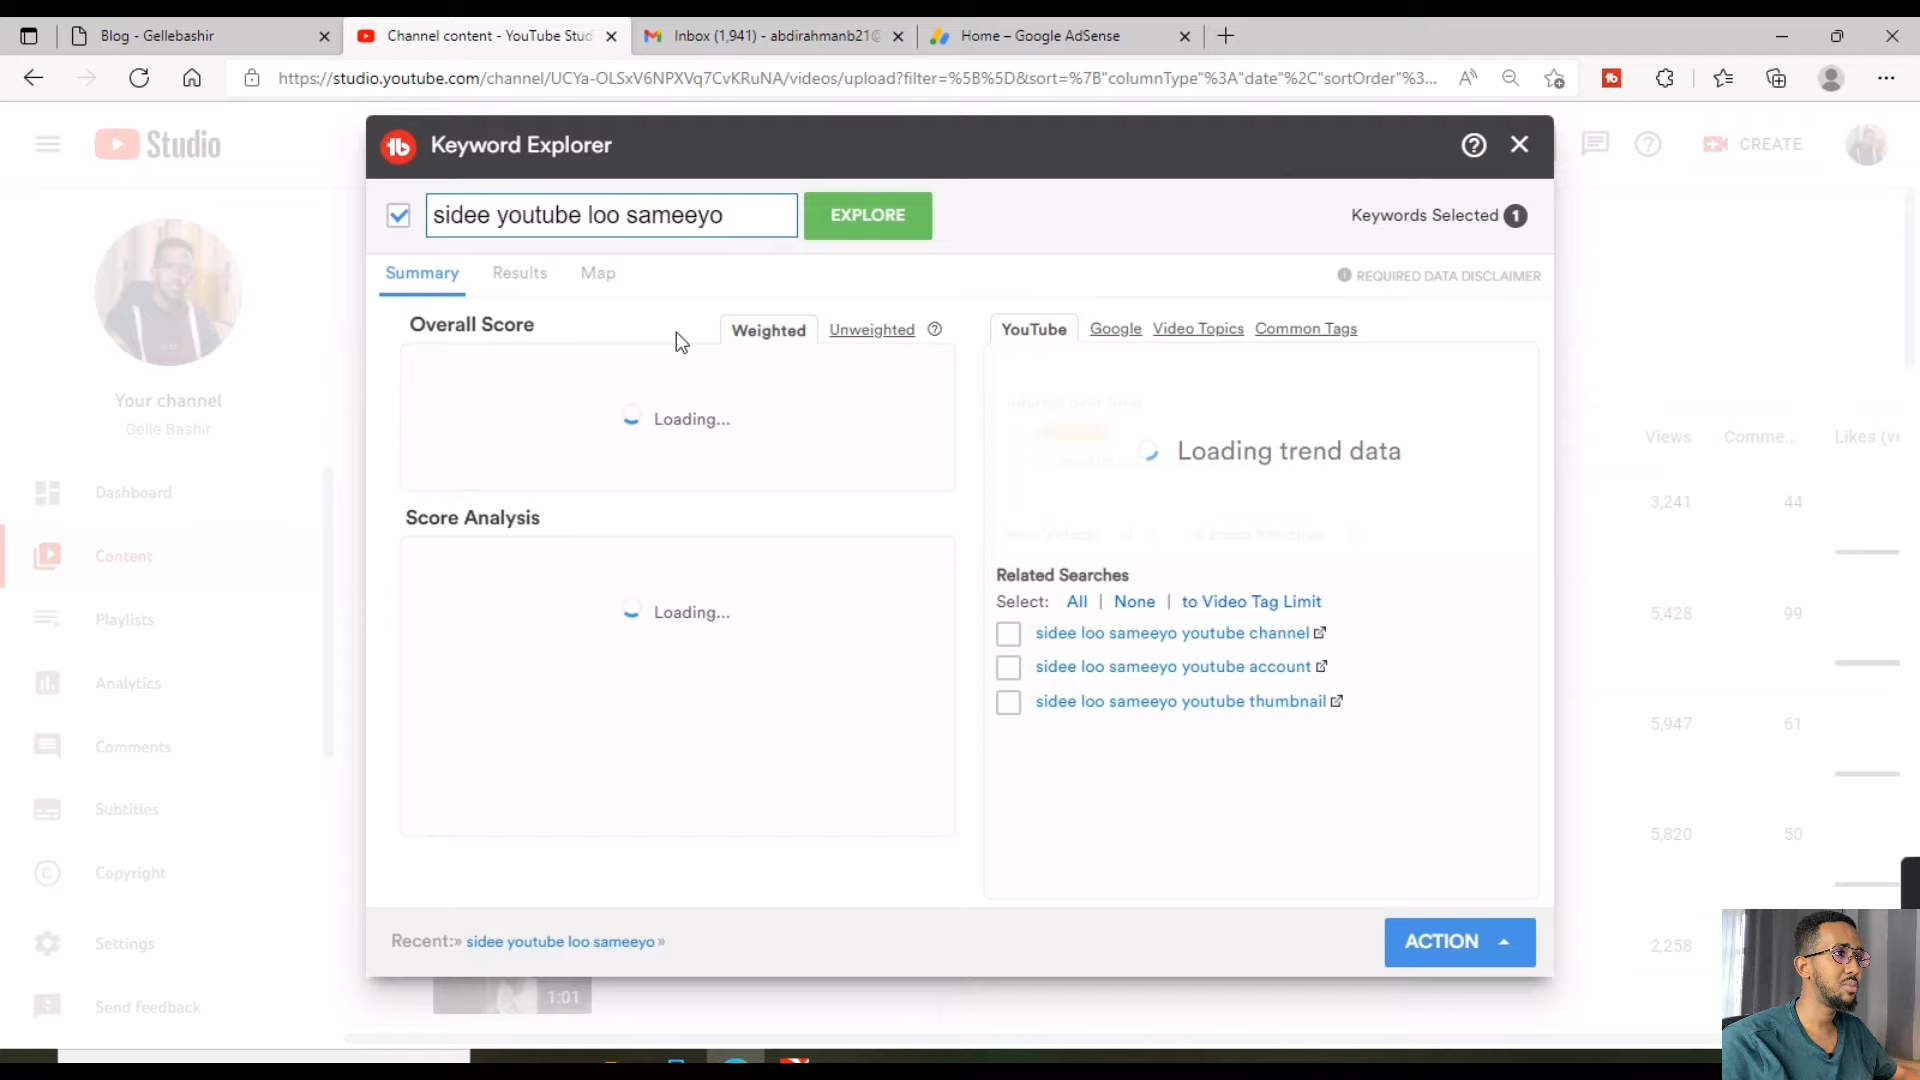 Blog - Gellebashir
Channel content - YouTube Stud
Inbox (1,941) - abdirahmanb21@
Home – Google AdSense
https://studio.youtube.com/channel/UCYa-OLSxV6NPXVq7CvKRuNA/videos/upload?filter=%5B%5D&sort=%7B"columnType"%3A"date"%2C"sortOrder"%3...
Studio
CREATE
tb Keyword Explorer
sidee youtube loo sameeyo
EXPLORE
Keywords Selected 1
Summary Results Map
REQUIRED DATA DISCLAIMER
Overall Score
Weighted Unweighted
YouTube Google Video Topics Common Tags
Loading...
Interest over time
Loading trend data
Score Analysis
Loading...
Related Searches
Select: All | None | to Video Tag Limit
sidee loo sameeyo youtube channel
sidee loo sameeyo youtube account
sidee loo sameeyo youtube thumbnail
Recent:» sidee youtube loo sameeyo »
ACTION
Your channel
Gelle Bashir
Dashboard
Content
Playlists
Analytics
Comments
Subtitles
Copyright
Settings
Send feedback
Views Comme... Likes (vs
3,241 44
5,428 99
5,947 61
5,820 50
2,258
1:01